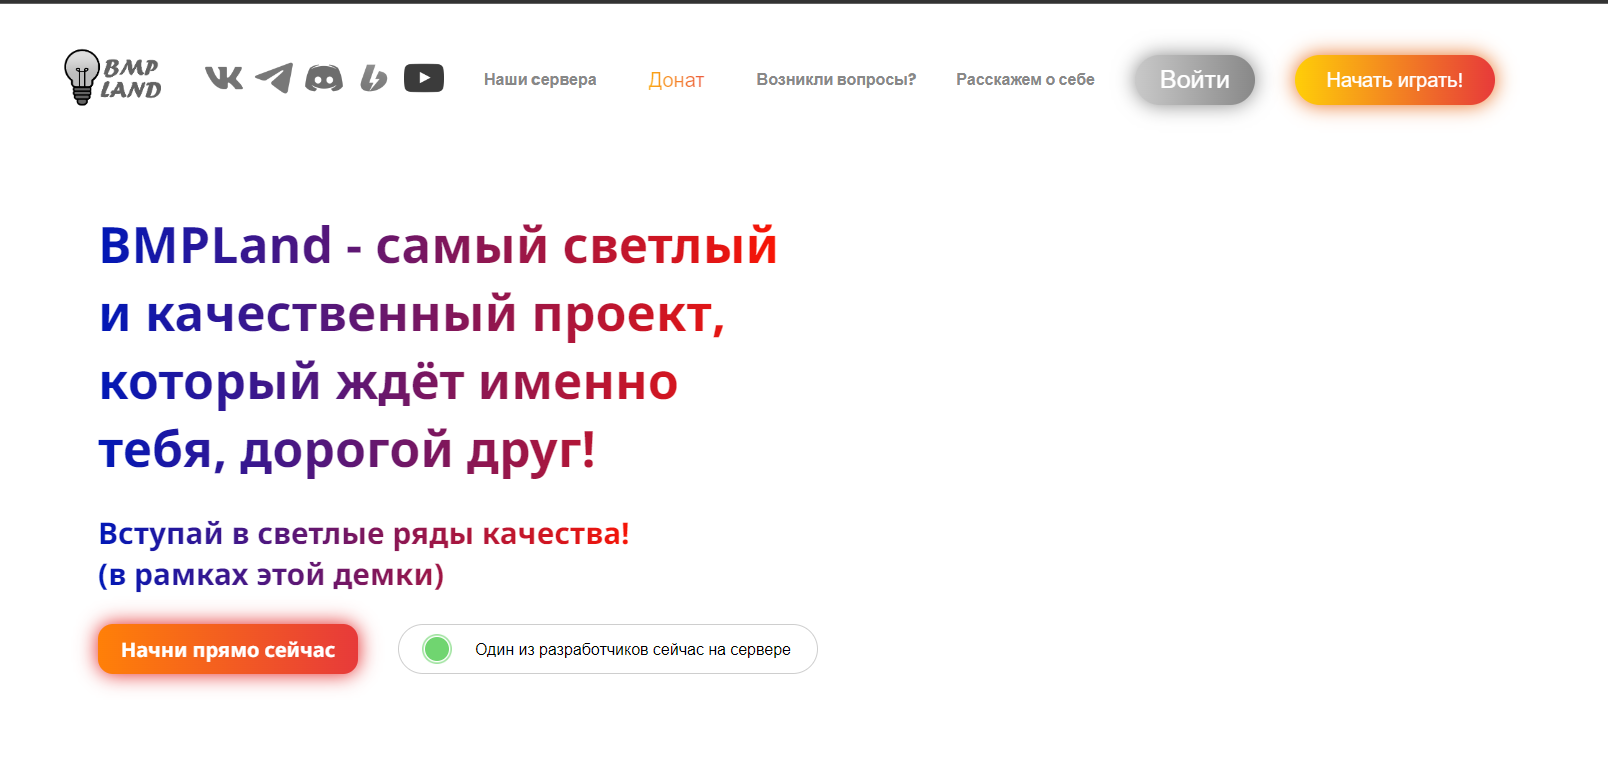 BMP
LAND
Наши сервера
Донат
Возникли вопросы?
Расскажем о себе
Войти
Начать играть!
BMPLand - самый светлый
и качественный проект,
который ждёт именно
тебя, дорогой друг!
Вступай в светлые ряды качества!
(в рамках этой демки)
Начни прямо сейчас
Один из разработчиков сейчас на сервере